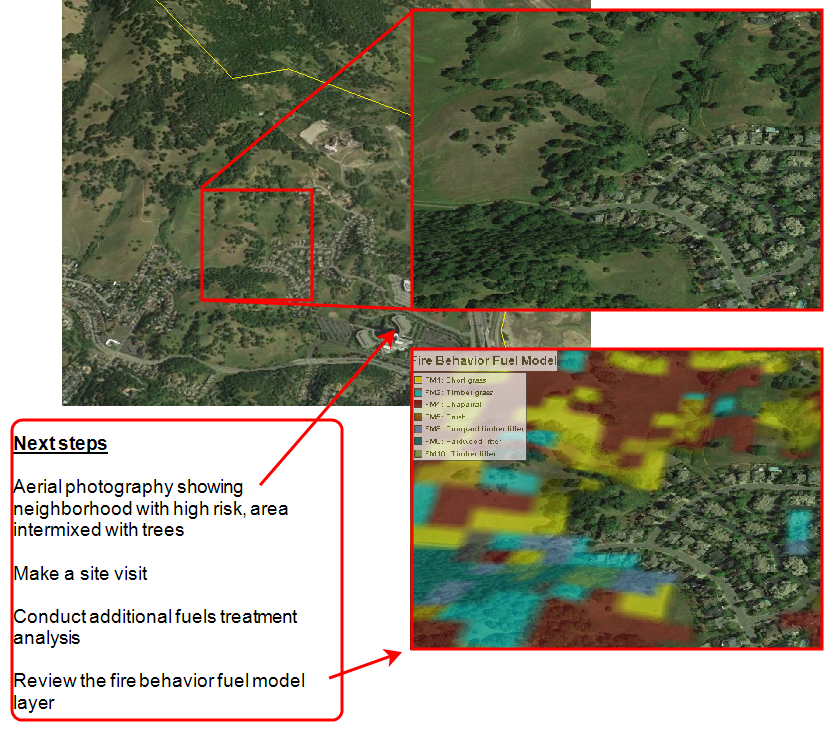 Fire Behavior Fuel Model
FM1: Short grass
FM2: Timber grass
FM4: Chaparral
FM5: Brush
FM8: Compact timber litter
FM9: Hardwood litter
FM10: Timber litter
Next steps
Aerial photography showing
neighborhood with high risk, area
intermixed with trees
Make a site visit
Conduct additional fuels treatment
analysis
Review the fire behavior fuel model
layer